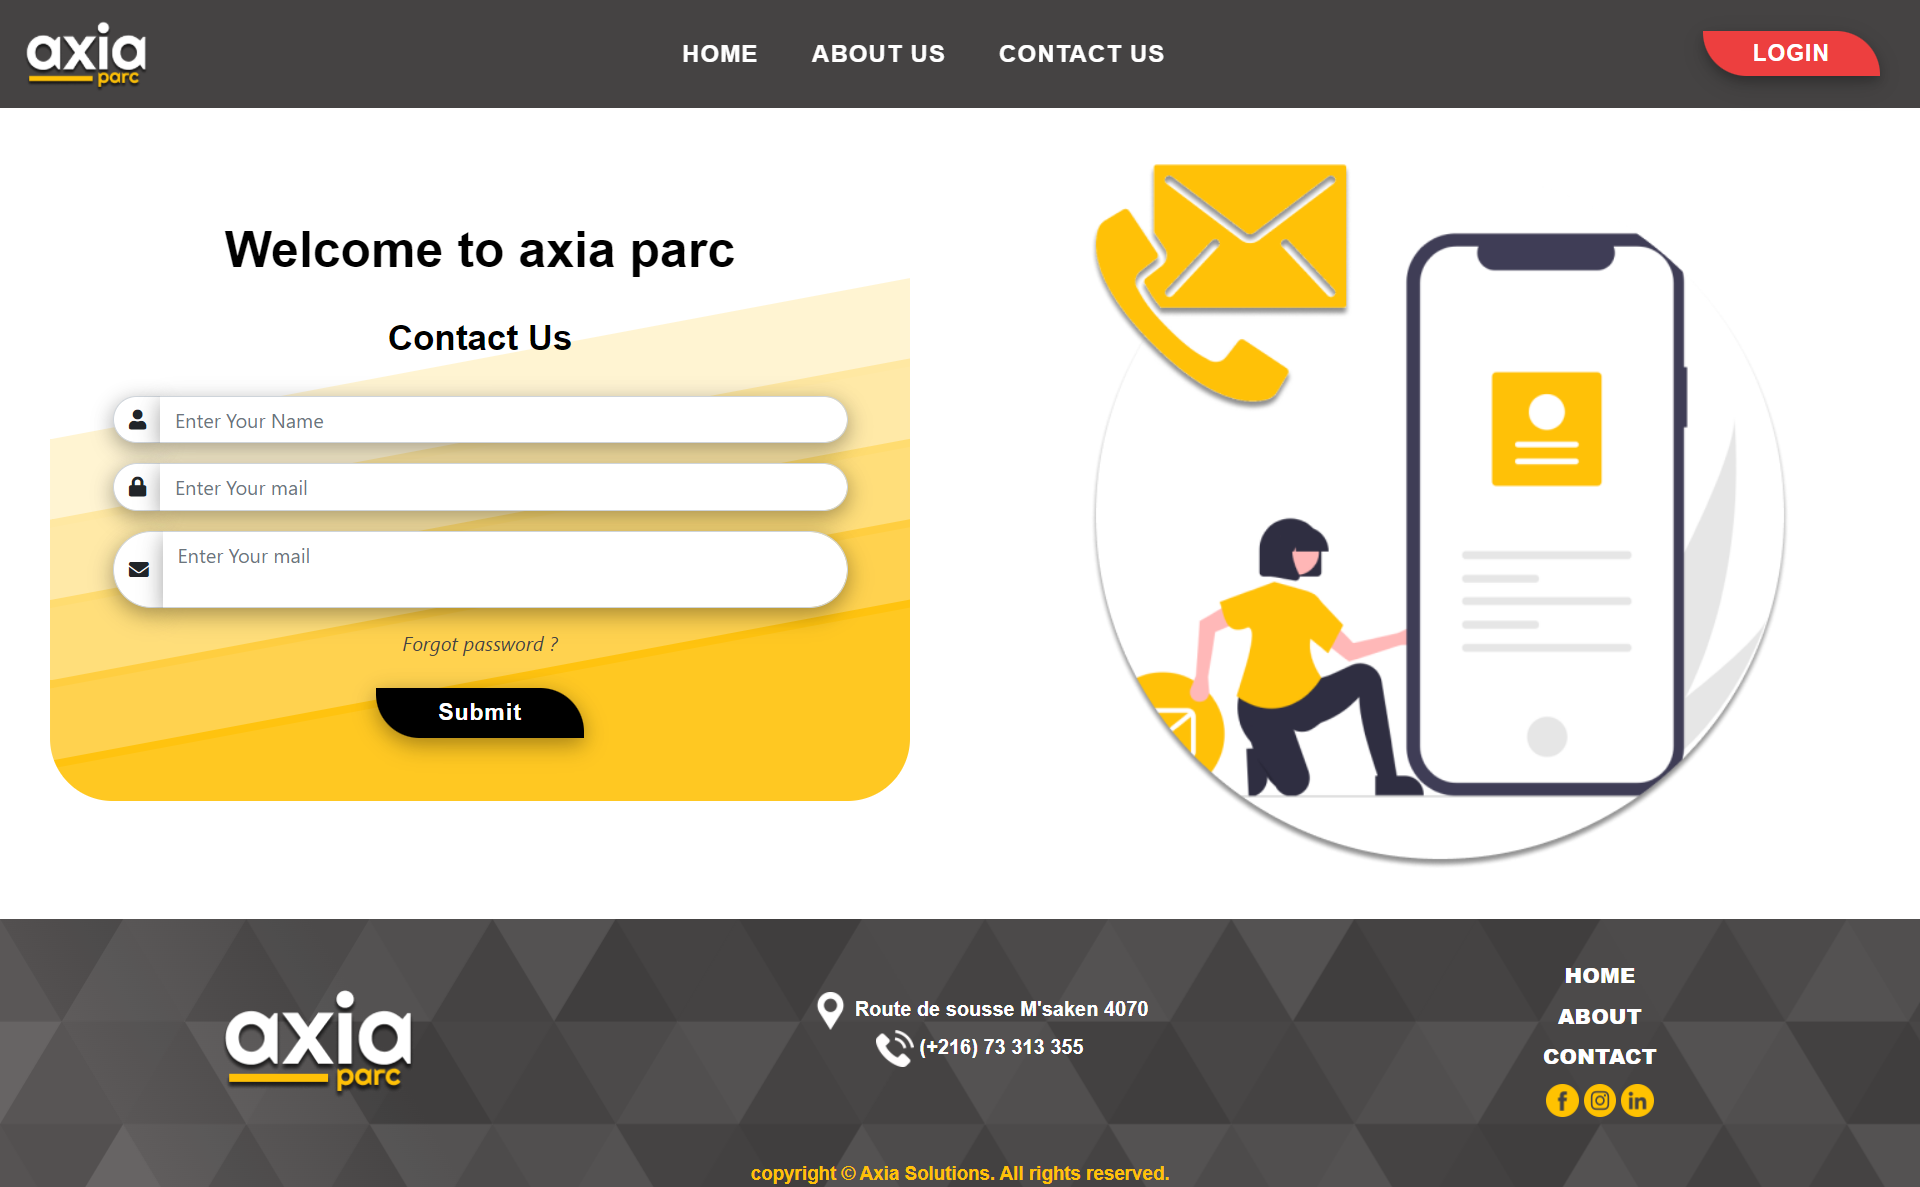 axia
parc
HOME ABOUT US CONTACT US
LOGIN
Welcome to axia parc
Contact Us
Enter Your Name
Enter Your mail
Enter Your mail
Forgot password ?
Submit
axia
parc
Route de sousse M'saken 4070
(+216) 73 313 355
HOME
ABOUT
CONTACT
f in
copyright © Axia Solutions. All rights reserved.